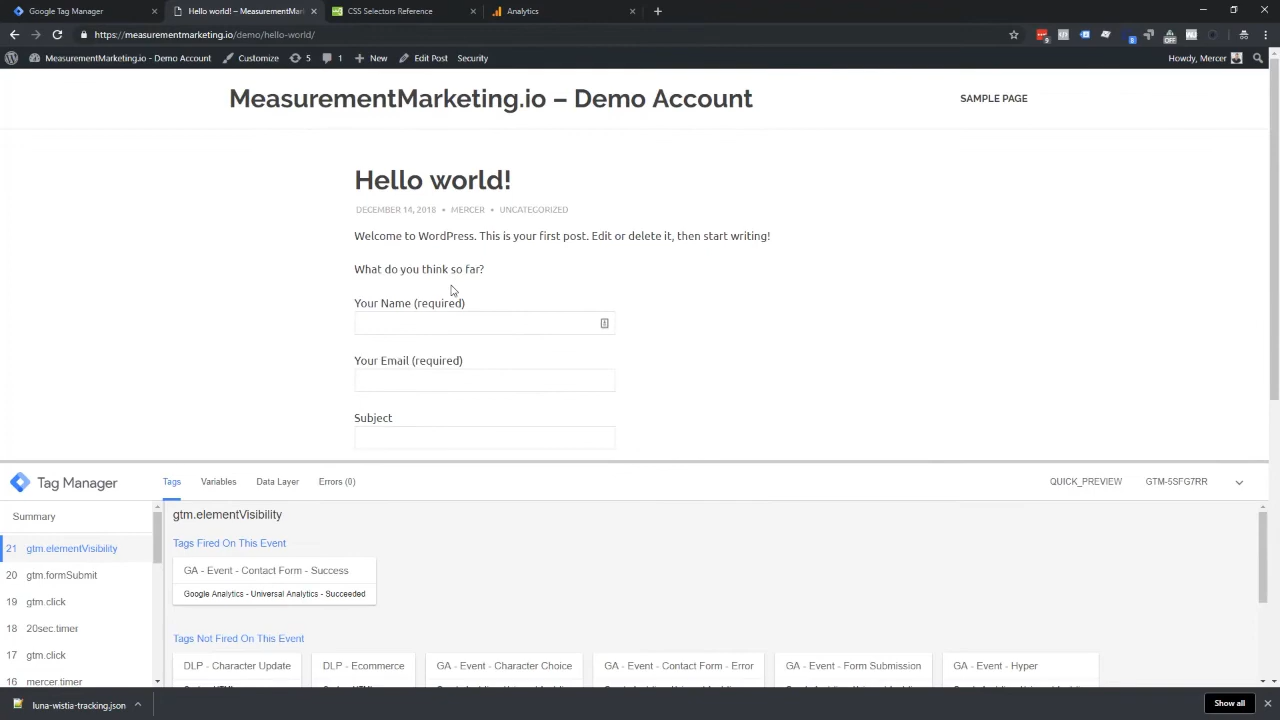 Google Tag Manager
Hello world! – MeasurementMark
CSS Selectors Reference
Analytics
https://measurementmarketing.io/demo/hello-world/
MeasurementMarketing.io – Demo Account
Customize
5
1
New
Edit Post
Security
Howdy, Mercer
MeasurementMarketing.io – Demo Account
SAMPLE PAGE
Hello world!
DECEMBER 14, 2018 • MERCER • UNCATEGORIZED
Welcome to WordPress. This is your first post. Edit or delete it, then start writing!
What do you think so far?
Your Name (required)
Your Email (required)
Subject
Tag Manager
Tags
Variables
Data Layer
Errors (0)
QUICK_PREVIEW
GTM-5SFG7RR
Summary
21 gtm.elementVisibility
20 gtm.formSubmit
19 gtm.click
18 20sec.timer
17 gtm.click
16 mercer.timer
gtm.elementVisibility
Tags Fired On This Event
GA - Event - Contact Form - Success
Google Analytics - Universal Analytics - Succeeded
Tags Not Fired On This Event
DLP - Character Update
DLP - Ecommerce
GA - Event - Character Choice
GA - Event - Contact Form - Error
GA - Event - Form Submission
GA - Event - Hyper
luna-wistia-tracking.json
Show all